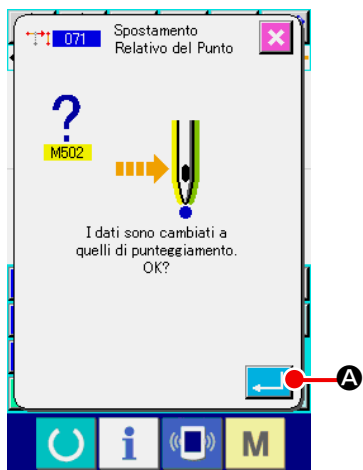 071
Spostamento
Relativo del Punto
?
M502
I dati sono cambiati a
quelli di punteggiamento.
OK?
A
i
M